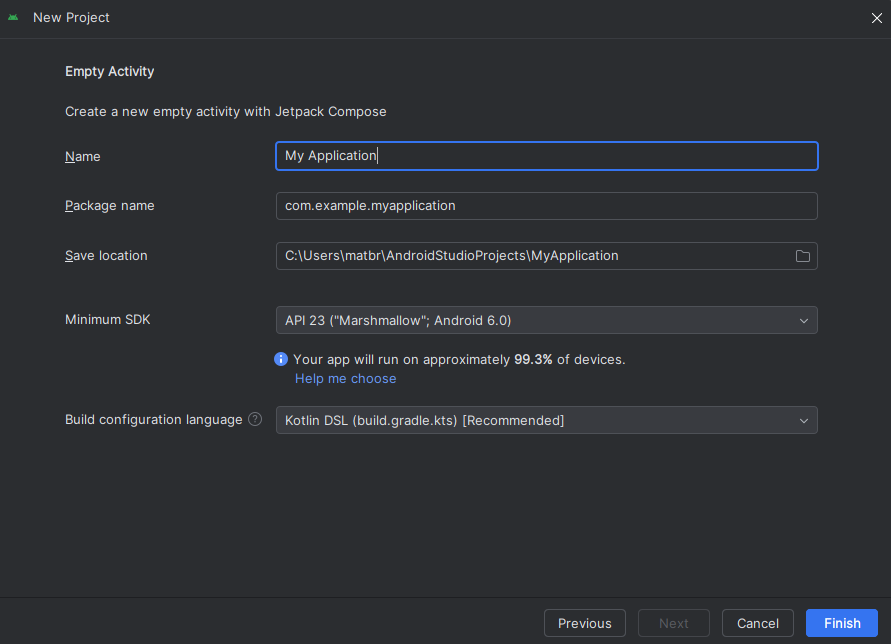 New Project
Empty Activity
Create a new empty activity with Jetpack Compose
Name My Application
Package name com.example.myapplication
Save location C:\Users\matbr\AndroidStudioProjects\MyApplication
Minimum SDK API 23 ("Marshmallow"; Android 6.0)
Your app will run on approximately 99.3% of devices.
Help me choose
Build configuration language ? Kotlin DSL (build.gradle.kts) [Recommended]
Previous Next Cancel Finish